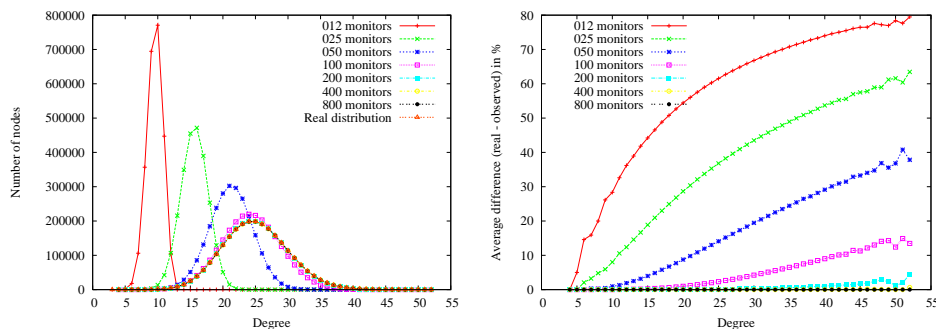 Number of nodes
800000
700000
600000
500000
400000
300000
200000
100000
0
0 5 10 15 20 25 30 35 40 45 50 55
Degree
012 monitors
025 monitors
050 monitors
100 monitors
200 monitors
400 monitors
800 monitors
Real distribution
Average difference (real - observed) in %
80
70
60
50
40
30
20
10
0
0 5 10 15 20 25 30 35 40 45 50 55
Degree
012 monitors
025 monitors
050 monitors
100 monitors
200 monitors
400 monitors
800 monitors